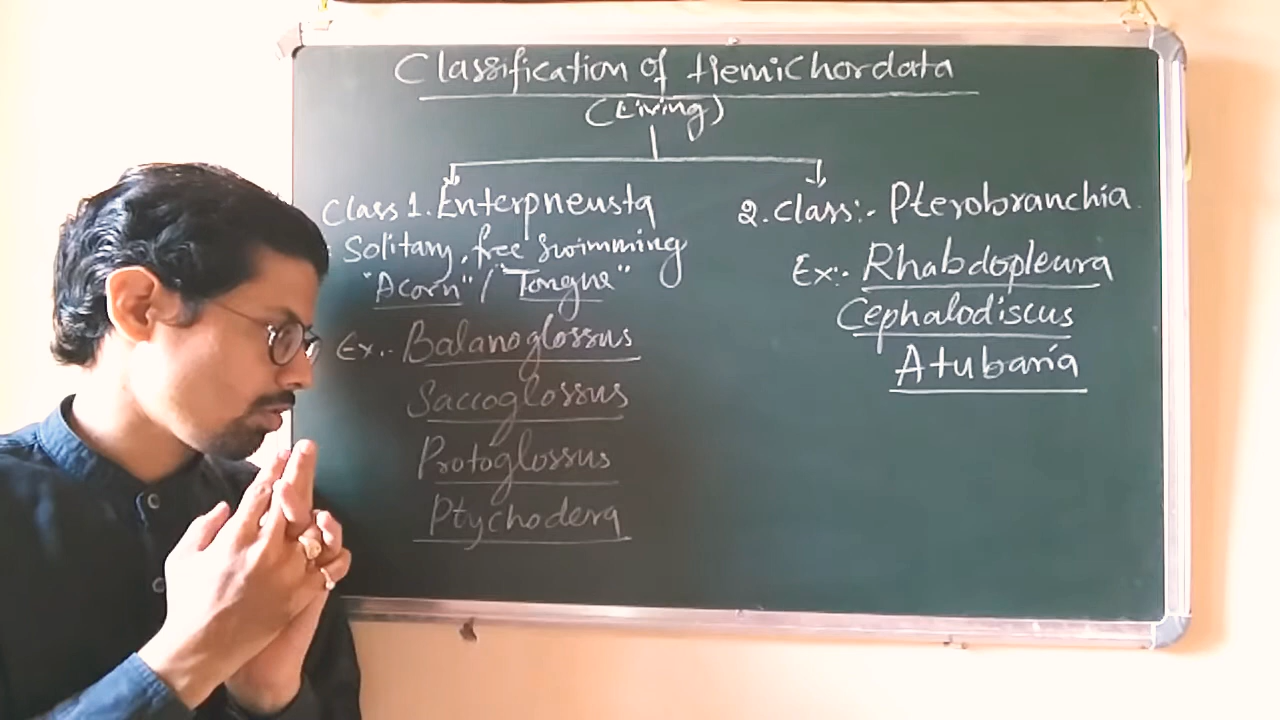 Classification of Hemichordata
(Living)
Class 1. Enterpneusta
Solitary, free swimming
"Acorn" / "Tongue"
Ex:- Balanoglossus
Saccoglossus
Protoglossus
Ptychodera
2. Class:- Pterobranchia.
Ex:- Rhabdopleura
Cephalodiscus
Atubaria